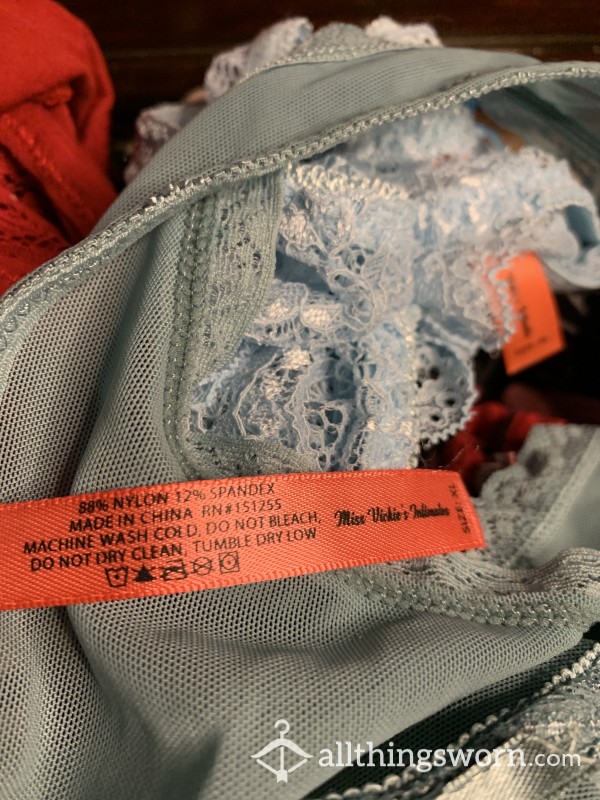 88% NYLON 12% SPANDEX
MADE IN CHINA RN#151255
MACHINE WASH COLD, DO NOT BLEACH,
DO NOT DRY CLEAN, TUMBLE DRY LOW
Miss Vickie's Intimates
SIZE: XL
allthingsworn.com